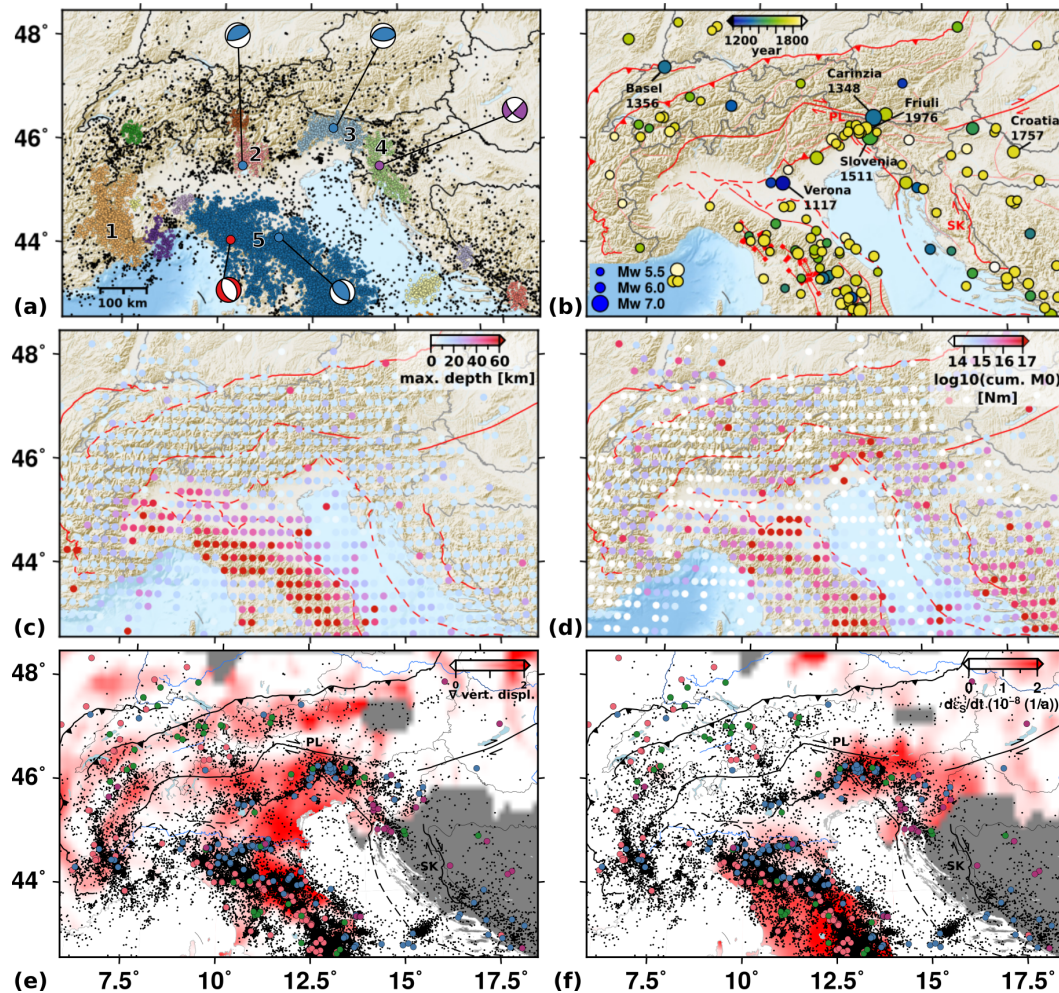 48°
46°
44°
1
2
3
4
5
100 km
(a)
1200 1800
year
Basel
1356
Carinzia
1348
Friuli
1976
Croatia
1757
PL
Slovenia
1511
Verona
1117
SK
Mw 5.5
Mw 6.0
Mw 7.0
(b)
48°
46°
44°
0 20 40 60
max. depth [km]
(c)
14 15 16 17
log10(cum. M0)
[Nm]
(d)
48°
46°
44°
0 2
∇ vert. displ.
PL
SK
(e)
0 1 2
dε_S/dt (10⁻⁸ (1/a))
PL
SK
(f)
7.5° 10° 12.5° 15° 17.5°
7.5° 10° 12.5° 15° 17.5°